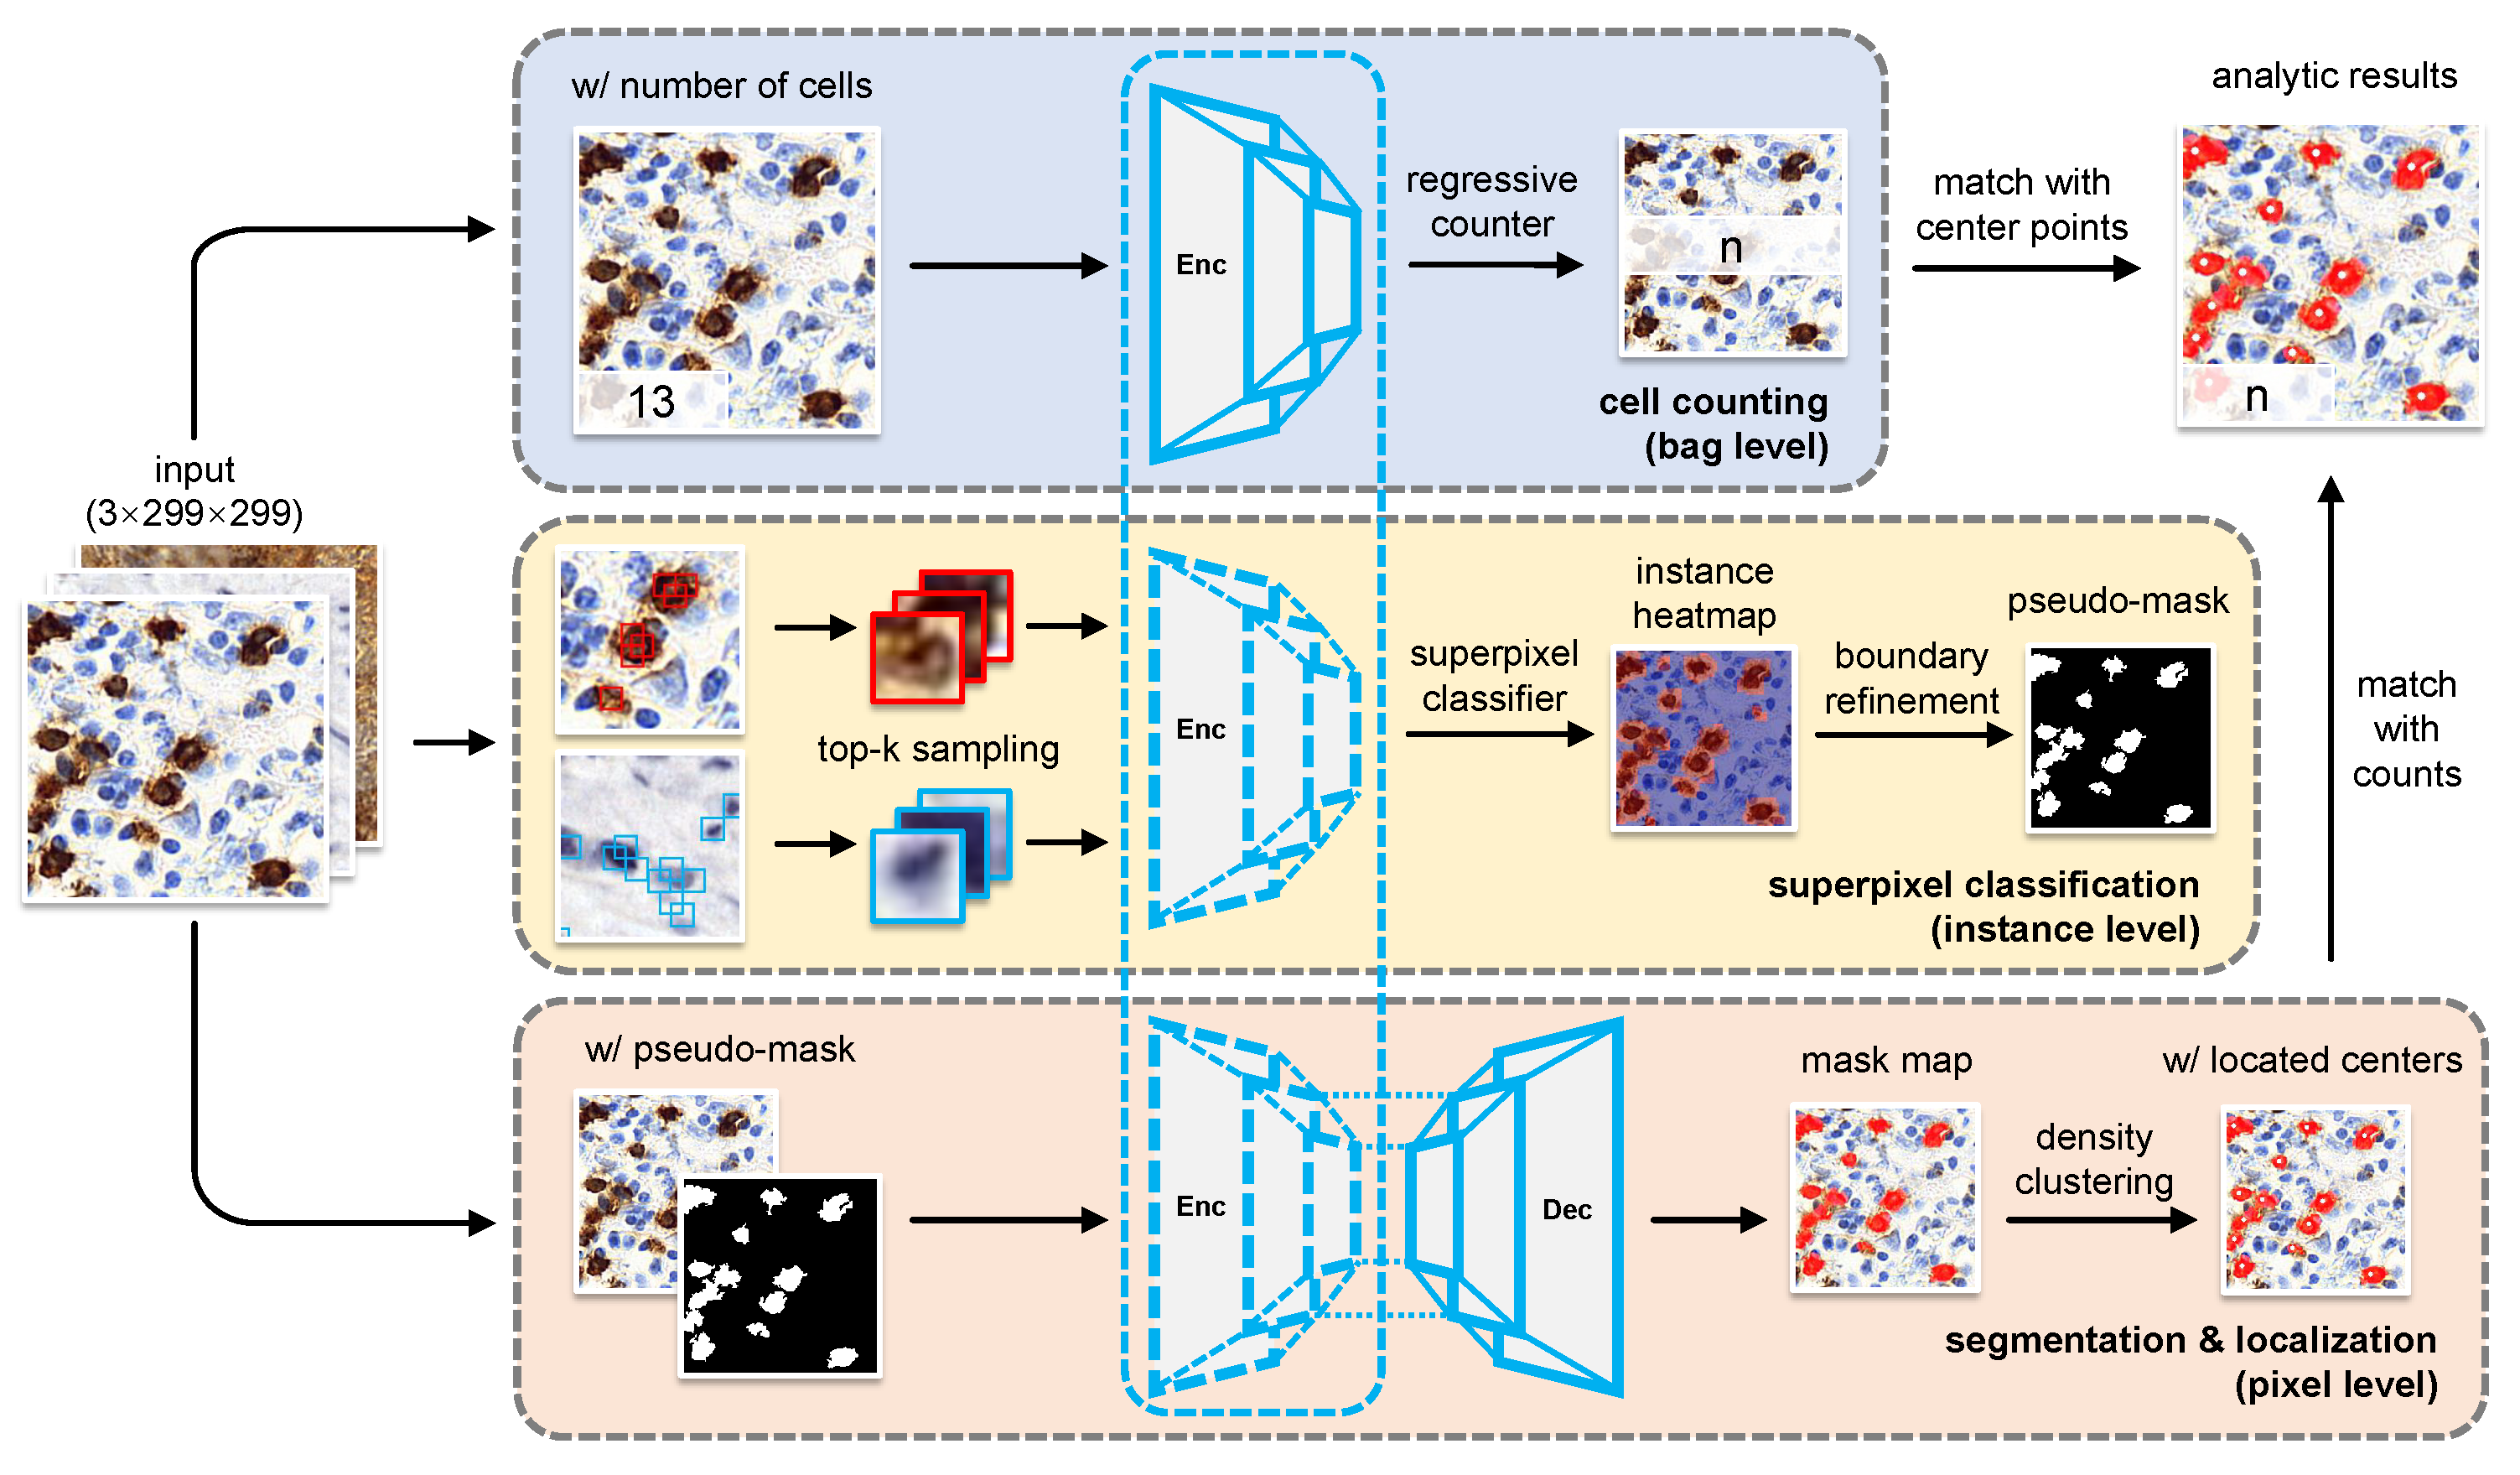 input
(3×299×299)
w/ number of cells
13
Enc
regressive
counter
n
cell counting
(bag level)
match with
center points
analytic results
n
top-k sampling
Enc
superpixel
classifier
instance
heatmap
boundary
refinement
pseudo-mask
superpixel classification
(instance level)
match
with
counts
w/ pseudo-mask
Enc
Dec
mask map
density
clustering
w/ located centers
segmentation & localization
(pixel level)